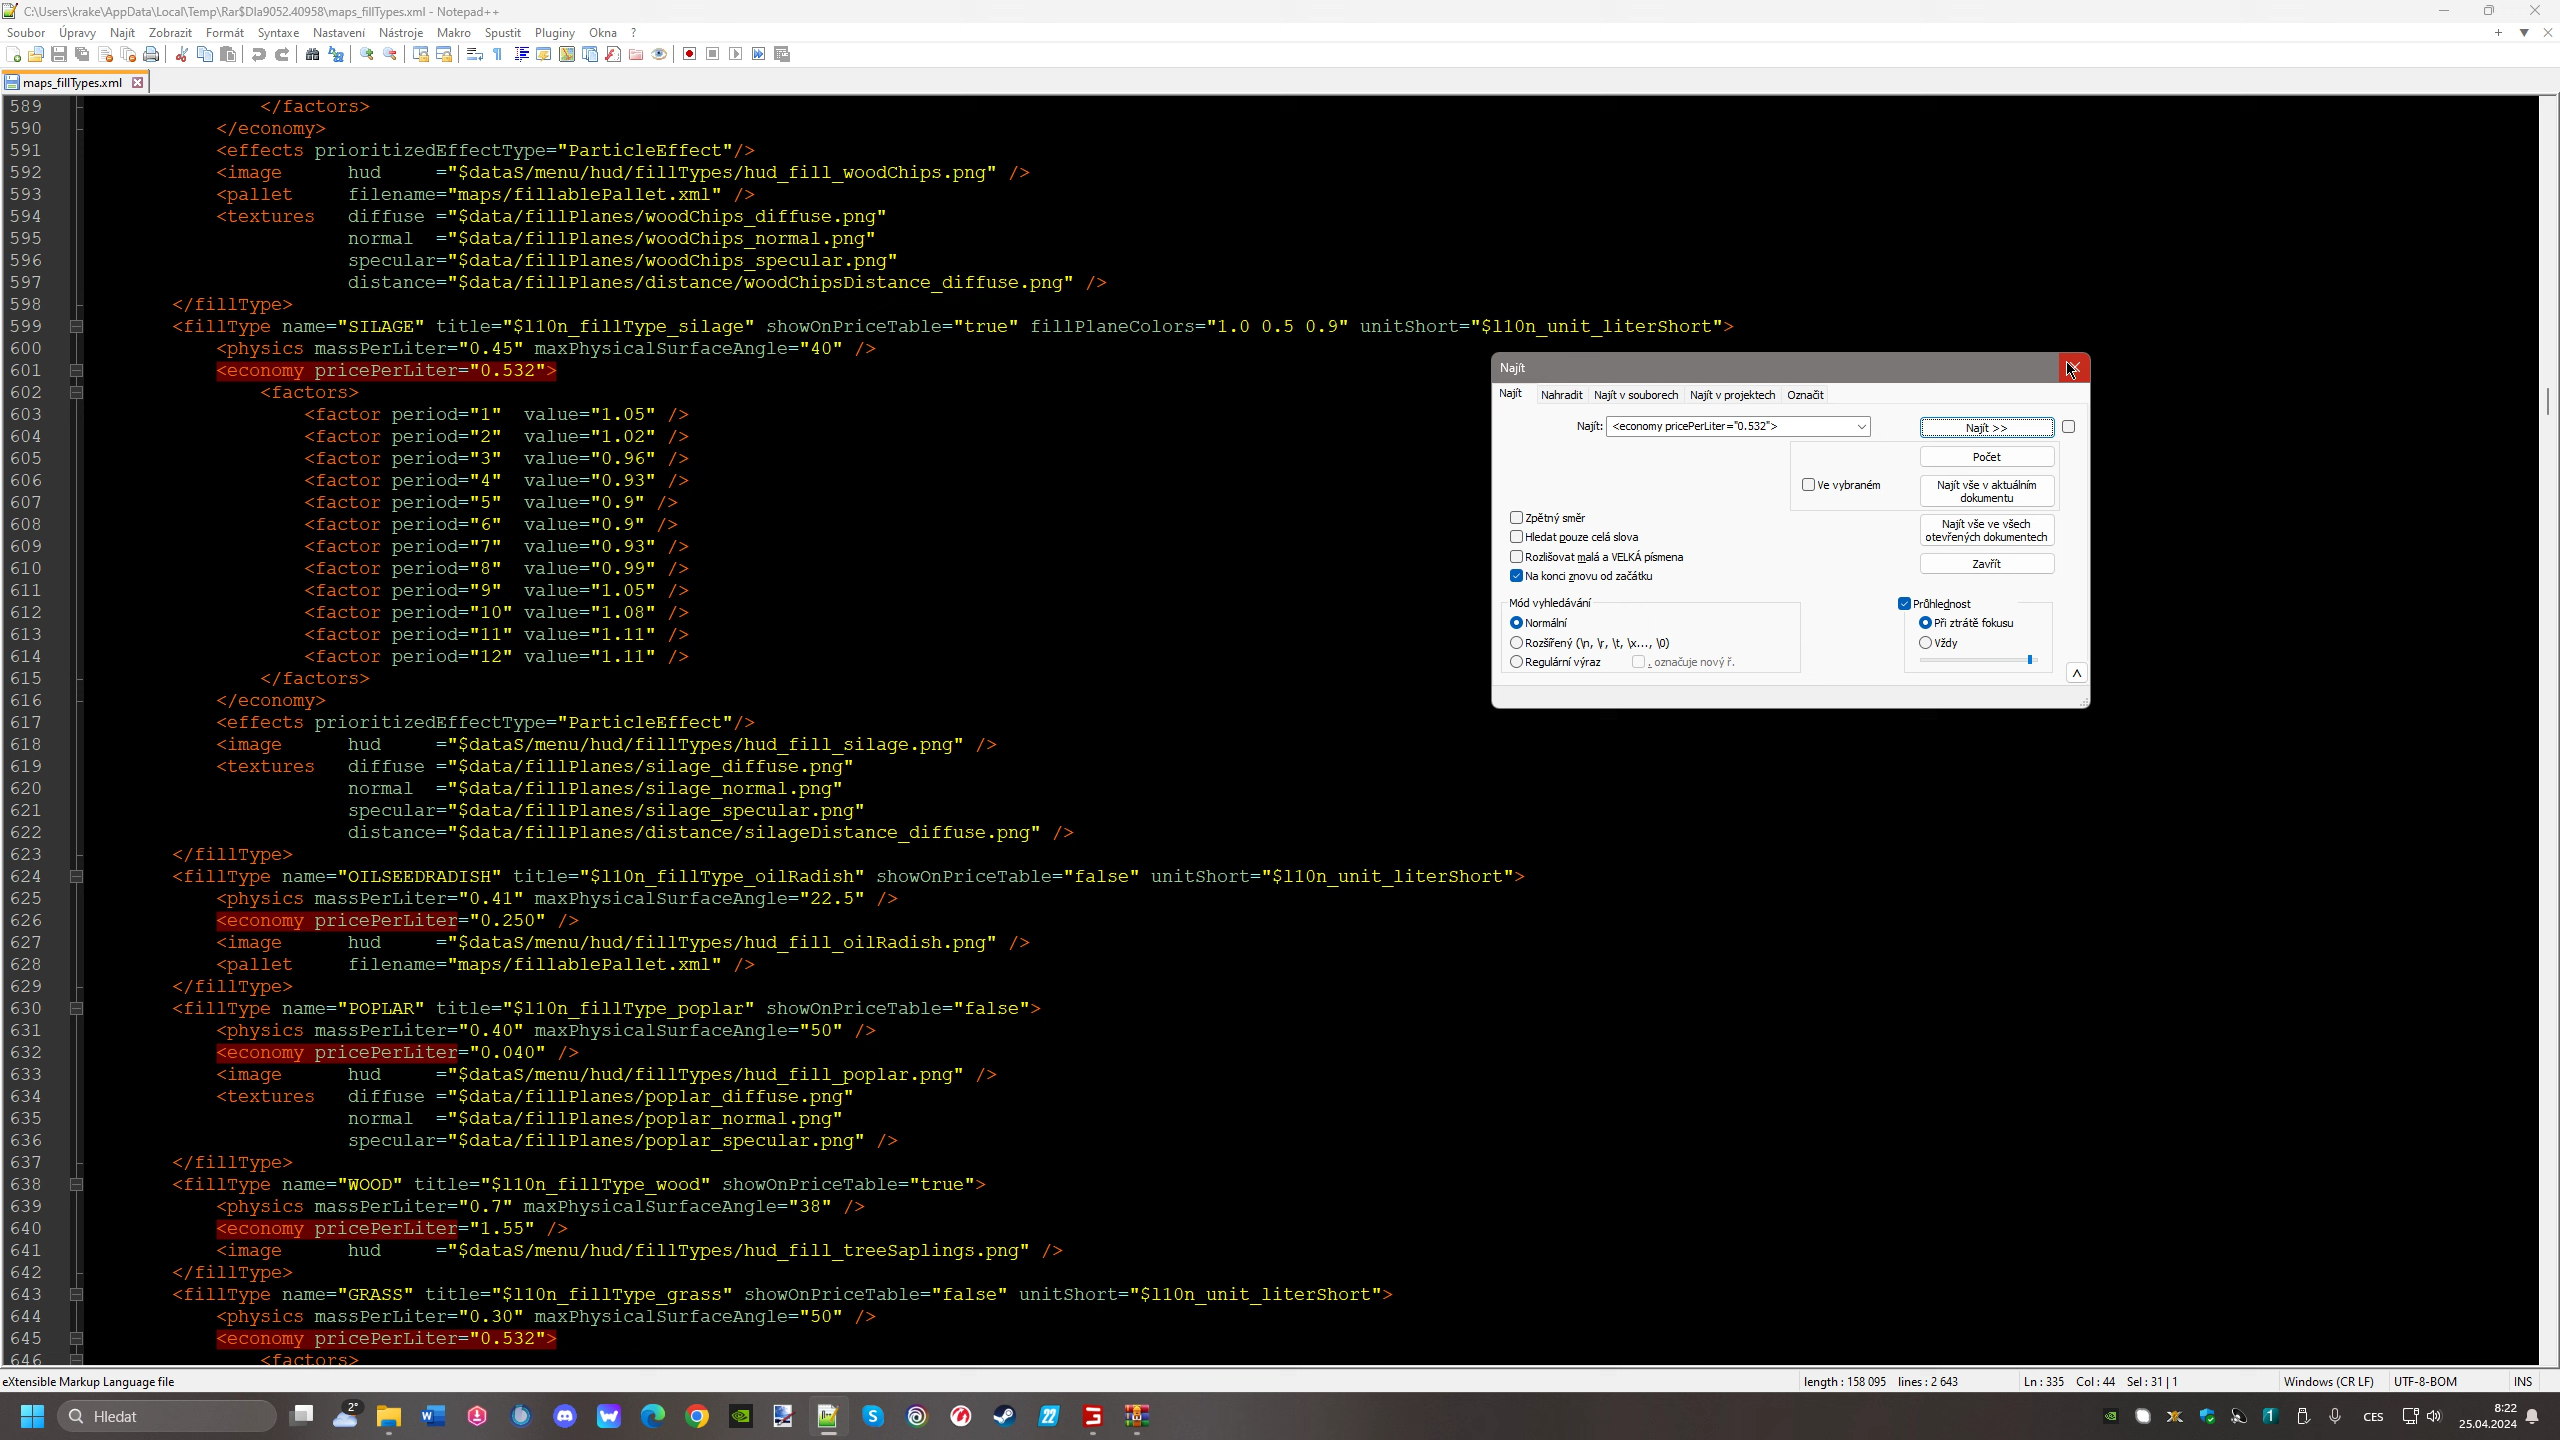 C:\Users\krake\AppData\Local\Temp\Rar$DIa9052.40958\maps_fillTypes.xml - Notepad++
Soubor Úpravy Najít Zobrazit Formát Syntaxe Nastavení Nástroje Makro Spustit Pluginy Okna ?
maps_fillTypes.xml
589 </factors>
590 </economy>
591 <effects prioritizedEffectType="ParticleEffect"/>
592 <image hud ="$dataS/menu/hud/fillTypes/hud_fill_woodChips.png" />
593 <pallet filename="maps/fillablePallet.xml" />
594 <textures diffuse ="$data/fillPlanes/woodChips_diffuse.png"
595 normal ="$data/fillPlanes/woodChips_normal.png"
596 specular="$data/fillPlanes/woodChips_specular.png"
597 distance="$data/fillPlanes/distance/woodChipsDistance_diffuse.png" />
598 </fillType>
599 <fillType name="SILAGE" title="$l10n_fillType_silage" showOnPriceTable="true" fillPlaneColors="1.0 0.5 0.9" unitShort="$l10n_unit_literShort">
600 <physics massPerLiter="0.45" maxPhysicalSurfaceAngle="40" />
601 <economy pricePerLiter="0.532">
602 <factors>
603 <factor period="1" value="1.05" />
604 <factor period="2" value="1.02" />
605 <factor period="3" value="0.96" />
606 <factor period="4" value="0.93" />
607 <factor period="5" value="0.9" />
608 <factor period="6" value="0.9" />
609 <factor period="7" value="0.93" />
610 <factor period="8" value="0.99" />
611 <factor period="9" value="1.05" />
612 <factor period="10" value="1.08" />
613 <factor period="11" value="1.11" />
614 <factor period="12" value="1.11" />
615 </factors>
616 </economy>
617 <effects prioritizedEffectType="ParticleEffect"/>
618 <image hud ="$dataS/menu/hud/fillTypes/hud_fill_silage.png" />
619 <textures diffuse ="$data/fillPlanes/silage_diffuse.png"
620 normal ="$data/fillPlanes/silage_normal.png"
621 specular="$data/fillPlanes/silage_specular.png"
622 distance="$data/fillPlanes/distance/silageDistance_diffuse.png" />
623 </fillType>
624 <fillType name="OILSEEDRADISH" title="$l10n_fillType_oilRadish" showOnPriceTable="false" unitShort="$l10n_unit_literShort">
625 <physics massPerLiter="0.41" maxPhysicalSurfaceAngle="22.5" />
626 <economy pricePerLiter="0.250" />
627 <image hud ="$dataS/menu/hud/fillTypes/hud_fill_oilRadish.png" />
628 <pallet filename="maps/fillablePallet.xml" />
629 </fillType>
630 <fillType name="POPLAR" title="$l10n_fillType_poplar" showOnPriceTable="false">
631 <physics massPerLiter="0.40" maxPhysicalSurfaceAngle="50" />
632 <economy pricePerLiter="0.040" />
633 <image hud ="$dataS/menu/hud/fillTypes/hud_fill_poplar.png" />
634 <textures diffuse ="$data/fillPlanes/poplar_diffuse.png"
635 normal ="$data/fillPlanes/poplar_normal.png"
636 specular="$data/fillPlanes/poplar_specular.png" />
637 </fillType>
638 <fillType name="WOOD" title="$l10n_fillType_wood" showOnPriceTable="true">
639 <physics massPerLiter="0.7" maxPhysicalSurfaceAngle="38" />
640 <economy pricePerLiter="1.55" />
641 <image hud ="$dataS/menu/hud/fillTypes/hud_fill_treeSaplings.png" />
642 </fillType>
643 <fillType name="GRASS" title="$l10n_fillType_grass" showOnPriceTable="false" unitShort="$l10n_unit_literShort">
644 <physics massPerLiter="0.30" maxPhysicalSurfaceAngle="50" />
645 <economy pricePerLiter="0.532">
646 <factors>
Najít
Najít Nahradit Najít v souborech Najít v projektech Označit
Najít: <economy pricePerLiter="0.532"> Najít >>
Počet
Ve vybraném Najít vše v aktuálním
dokumentu
Zpětný směr Najít vše ve všech
otevřených dokumentech
Hledat pouze celá slova
Rozlišovat malá a VELKÁ písmena Zavřít
Na konci znovu od začátku
Mód vyhledávání Průhlednost
Normální Při ztrátě fokusu
Rozšířený (\n, \r, \t, \x..., \0) Vždy
Regulární výraz . označuje nový ř.
eXtensible Markup Language file length : 158 095 lines : 2 643 Ln : 335 Col : 44 Sel : 31 | 1 Windows (CR LF) UTF-8-BOM INS
Hledat 2° 22 CES 8:22
25.04.2024